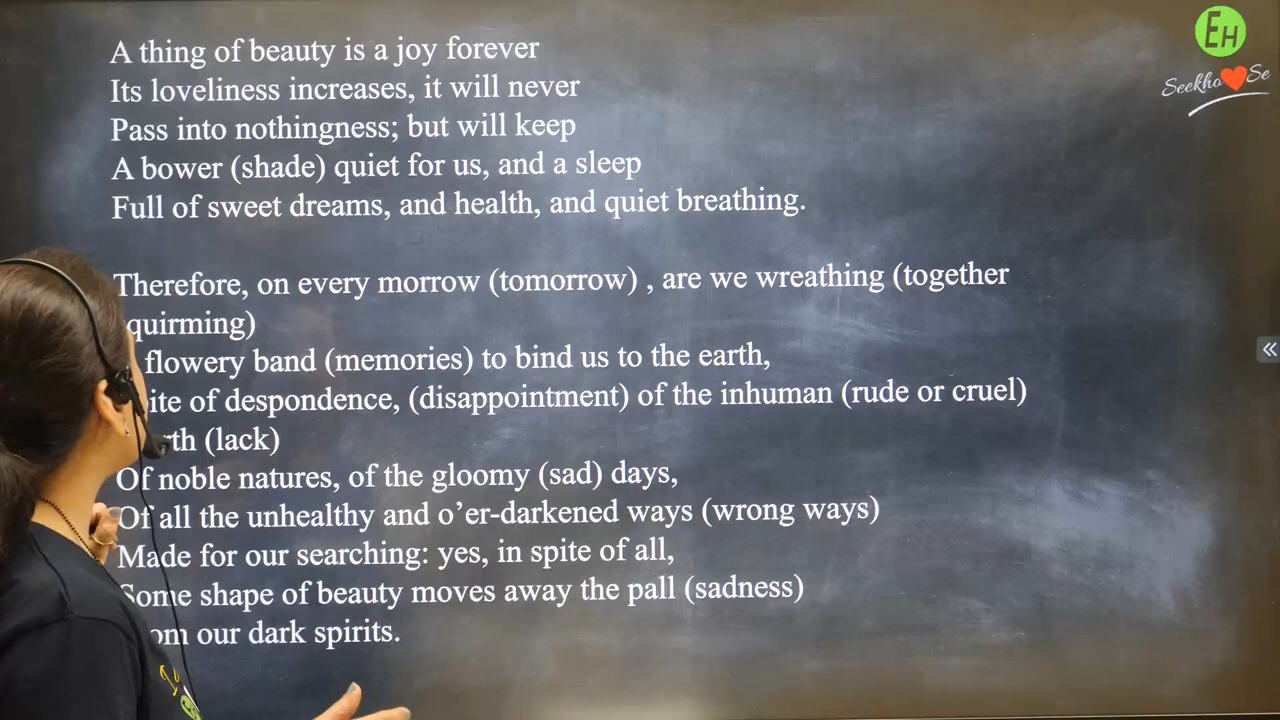 A thing of beauty is a joy forever
Its loveliness increases, it will never
Pass into nothingness; but will keep
A bower (shade) quiet for us, and a sleep
Full of sweet dreams, and health, and quiet breathing.
Therefore, on every morrow (tomorrow) , are we wreathing (together
quirming)
flowery band (memories) to bind us to the earth,
of despondence, (disappointment) of the inhuman (rude or cruel)
(lack)
Of noble natures, of the gloomy (sad) days,
Of all the unhealthy and o’er-darkened ways (wrong ways)
Made for our searching: yes, in spite of all,
Some shape of beauty moves away the pall (sadness)
our dark spirits.
EH
Seekho Se
«